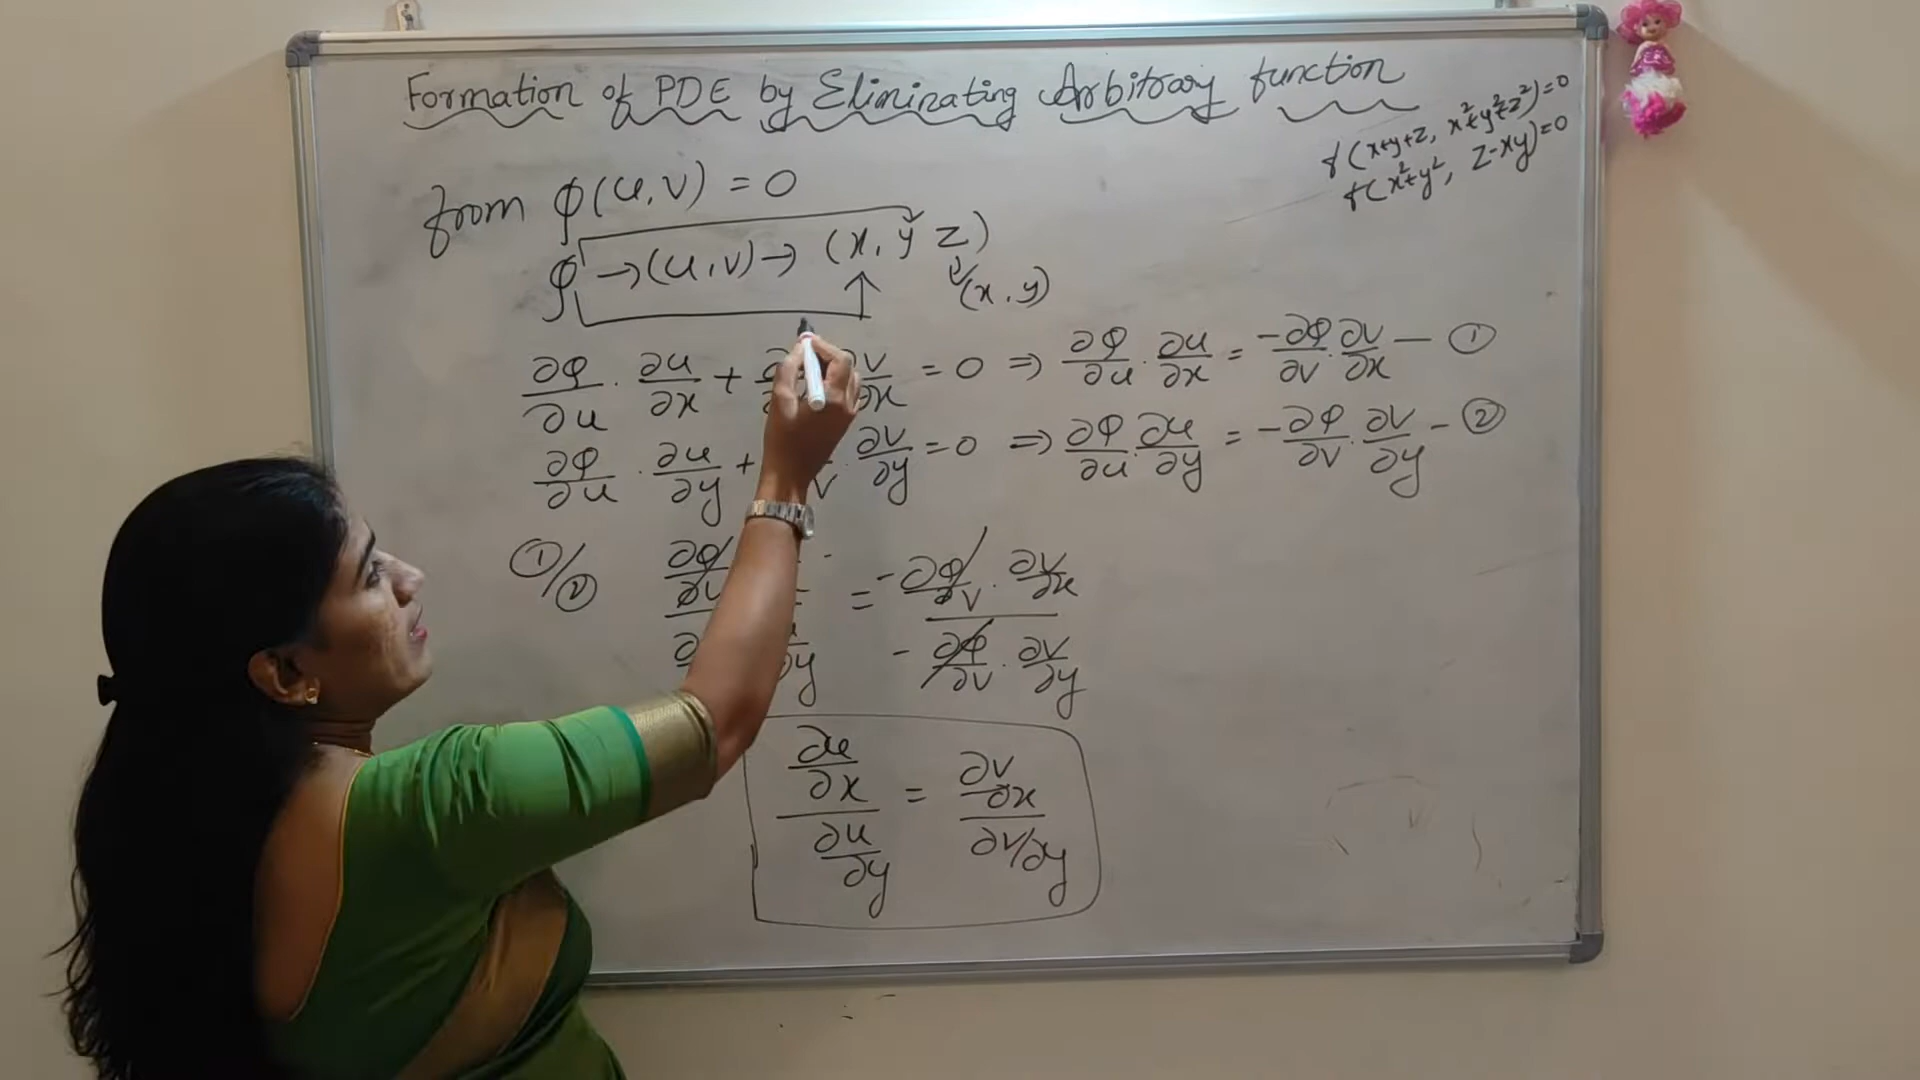 Formation of PDE by Eliminating Arbitrary function
f(x+y+z, x²+y²+z²)=0
f(x²+y², z-xy)=0
from φ(u,v) = 0
φ →(u,v)→ (x, y z)
(x, y)
∂φ/∂u · ∂u/∂x + ∂v/∂x = 0 ⇒ ∂φ/∂u · ∂u/∂x = -∂φ/∂v · ∂v/∂x — ①
∂φ/∂u · ∂u/∂y + · ∂v/∂y = 0 ⇒ ∂φ/∂u · ∂u/∂y = -∂φ/∂v · ∂v/∂y - ②
①/② = -∂φ/∂v · ∂v/∂x
- ∂φ/∂v · ∂v/∂y
∂u/∂x = ∂v/∂x
∂u/∂y ∂v/∂y